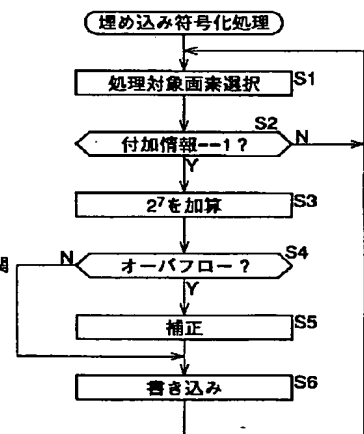 埋め込み符号化処理
処理対象画素選択 S1
付加情報--1? S2
N
Y
2⁷を加算 S3
オーバフロー? S4
N
Y
補正 S5
書き込み S6